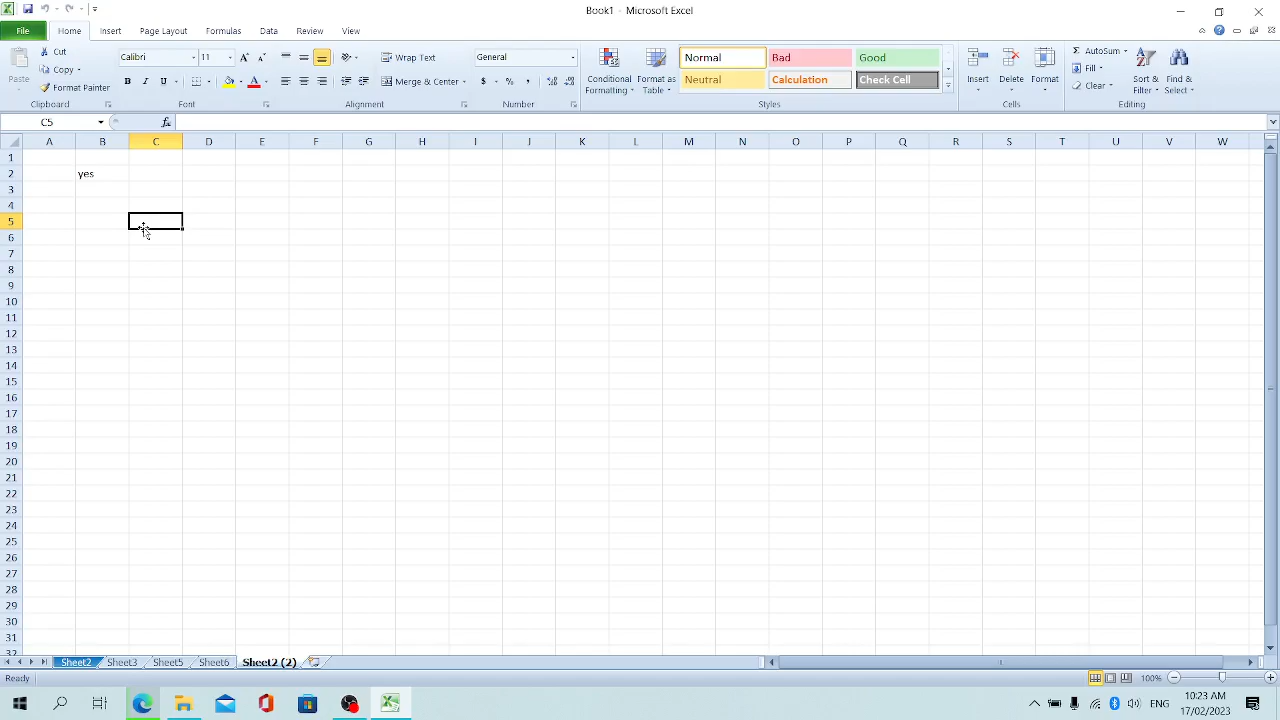 Book1 - Microsoft Excel
File Home Insert Page Layout Formulas Data Review View
Paste
Cut
Copy
Format Painter
Clipboard
Calibri 11
B I U
Font
Wrap Text
Merge & Center
Alignment
General
$ % ,
Number
Conditional Formatting
Format as Table
Normal Bad Good
Neutral Calculation Check Cell
Styles
Insert Delete Format
Cells
AutoSum
Fill
Clear
Sort & Filter
Find & Select
Editing
C5 fx
A B C D E F G H I J K L M N O P Q R S T U V W
1
2 yes
3
4
5
6
7
8
9
10
11
12
13
14
15
16
17
18
19
20
21
22
23
24
25
26
27
28
29
30
31
32
Sheet2 Sheet3 Sheet5 Sheet6 Sheet2 (2)
Ready 100%
ENG
10:23 AM
17/02/2023